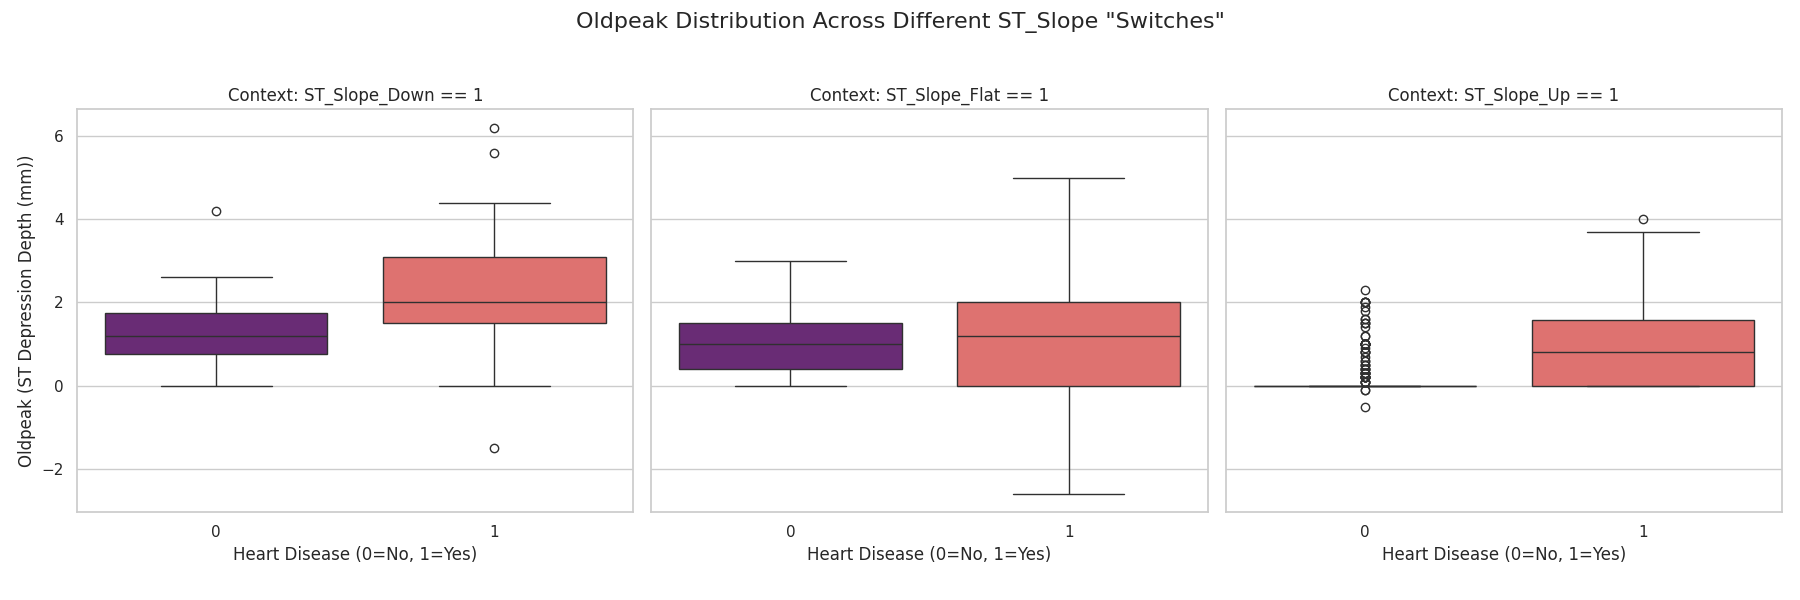 Oldpeak Distribution Across Different ST_Slope "Switches"
Context: ST_Slope_Down == 1
Context: ST_Slope_Flat == 1
Context: ST_Slope_Up == 1
Oldpeak (ST Depression Depth (mm))
6
4
2
0
−2
0
1
0
1
0
1
Heart Disease (0=No, 1=Yes)
Heart Disease (0=No, 1=Yes)
Heart Disease (0=No, 1=Yes)